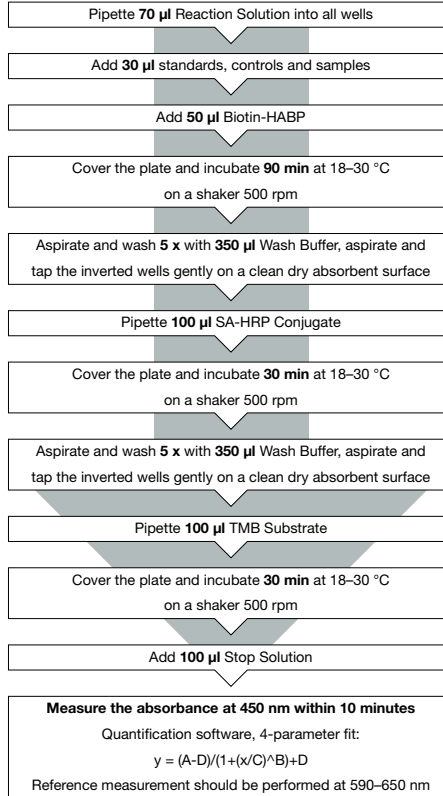 Pipette 70 µl Reaction Solution into all wells
Add 30 µl standards, controls and samples
Add 50 µl Biotin-HABP
Cover the plate and incubate 90 min at 18–30 °C
on a shaker 500 rpm
Aspirate and wash 5 x with 350 µl Wash Buffer, aspirate and
tap the inverted wells gently on a clean dry absorbent surface
Pipette 100 µl SA-HRP Conjugate
Cover the plate and incubate 30 min at 18–30 °C
on a shaker 500 rpm
Aspirate and wash 5 x with 350 µl Wash Buffer, aspirate and
tap the inverted wells gently on a clean dry absorbent surface
Pipette 100 µl TMB Substrate
Cover the plate and incubate 30 min at 18–30 °C
on a shaker 500 rpm
Add 100 µl Stop Solution
Measure the absorbance at 450 nm within 10 minutes
Quantification software, 4-parameter fit:
y = (A-D)/(1+(x/C)^B)+D
Reference measurement should be performed at 590–650 nm